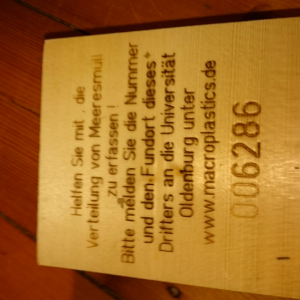 Helfen Sie mit, die
Verteilung von Meeresmüll
zu erfassen!
Bitte melden Sie die Nummer
und den Fundort dieses
Drifters an die Universität
Oldenburg unter
www.macroplastics.de
006286